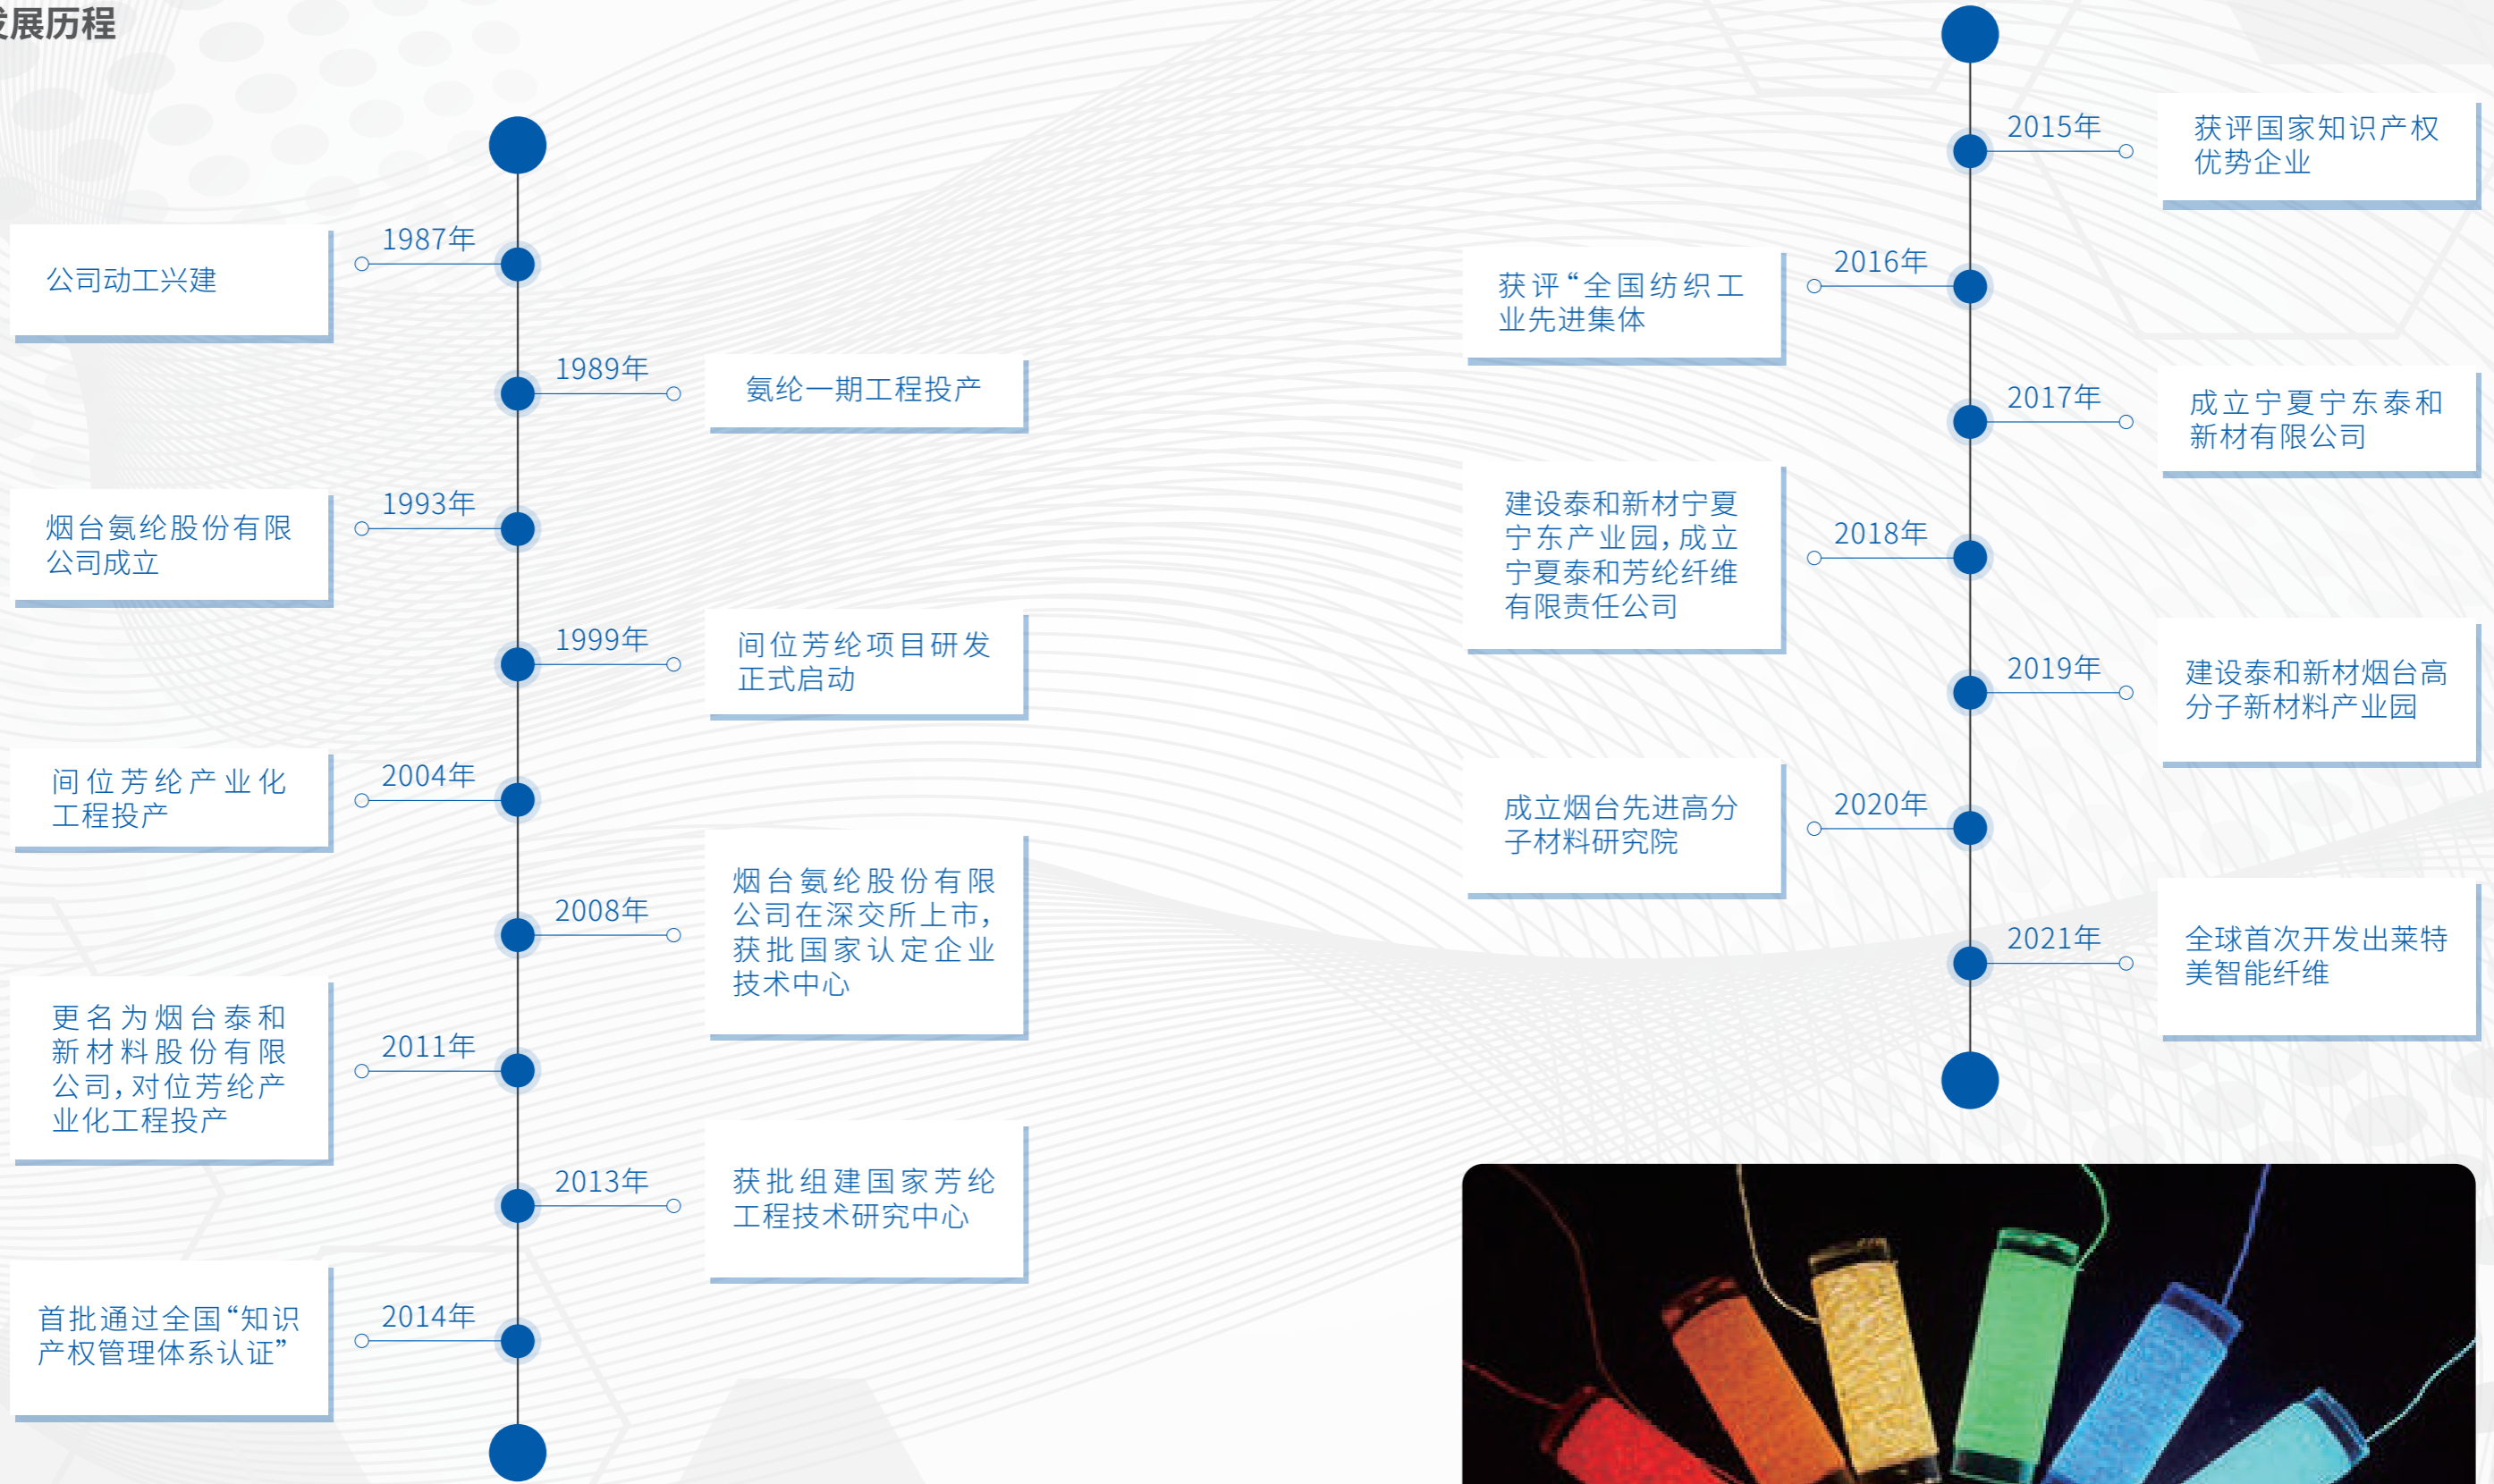 发展历程
1987年
公司动工兴建
1989年
氨纶一期工程投产
1993年
烟台氨纶股份有限
公司成立
1999年
间位芳纶项目研发
正式启动
2004年
间位芳纶产业化
工程投产
2008年
烟台氨纶股份有限
公司在深交所上市，
获批国家认定企业
技术中心
2011年
更名为烟台泰和
新材料股份有限
公司，对位芳纶产
业化工程投产
2013年
获批组建国家芳纶
工程技术研究中心
2014年
首批通过全国“知识
产权管理体系认证”
2015年
获评国家知识产权
优势企业
2016年
获评“全国纺织工
业先进集体
2017年
成立宁夏宁东泰和
新材有限公司
2018年
建设泰和新材宁夏
宁东产业园，成立
宁夏泰和芳纶纤维
有限责任公司
2019年
建设泰和新材烟台高
分子新材料产业园
2020年
成立烟台先进高分
子材料研究院
2021年
全球首次开发出莱特
美智能纤维